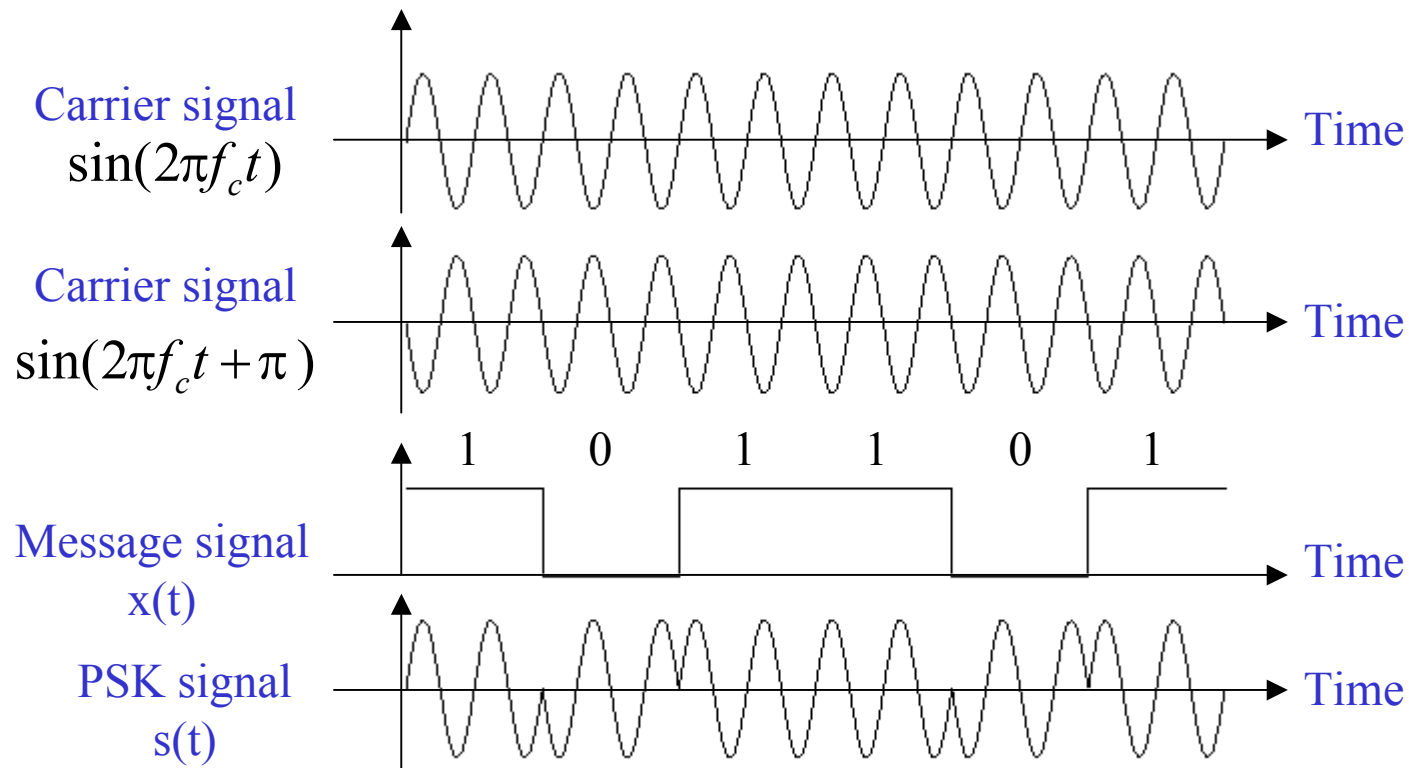 Carrier signal
sin(2πf_c t)
Time
Carrier signal
sin(2πf_c t + π )
Time
1 0 1 1 0 1
Message signal
x(t)
Time
PSK signal
s(t)
Time